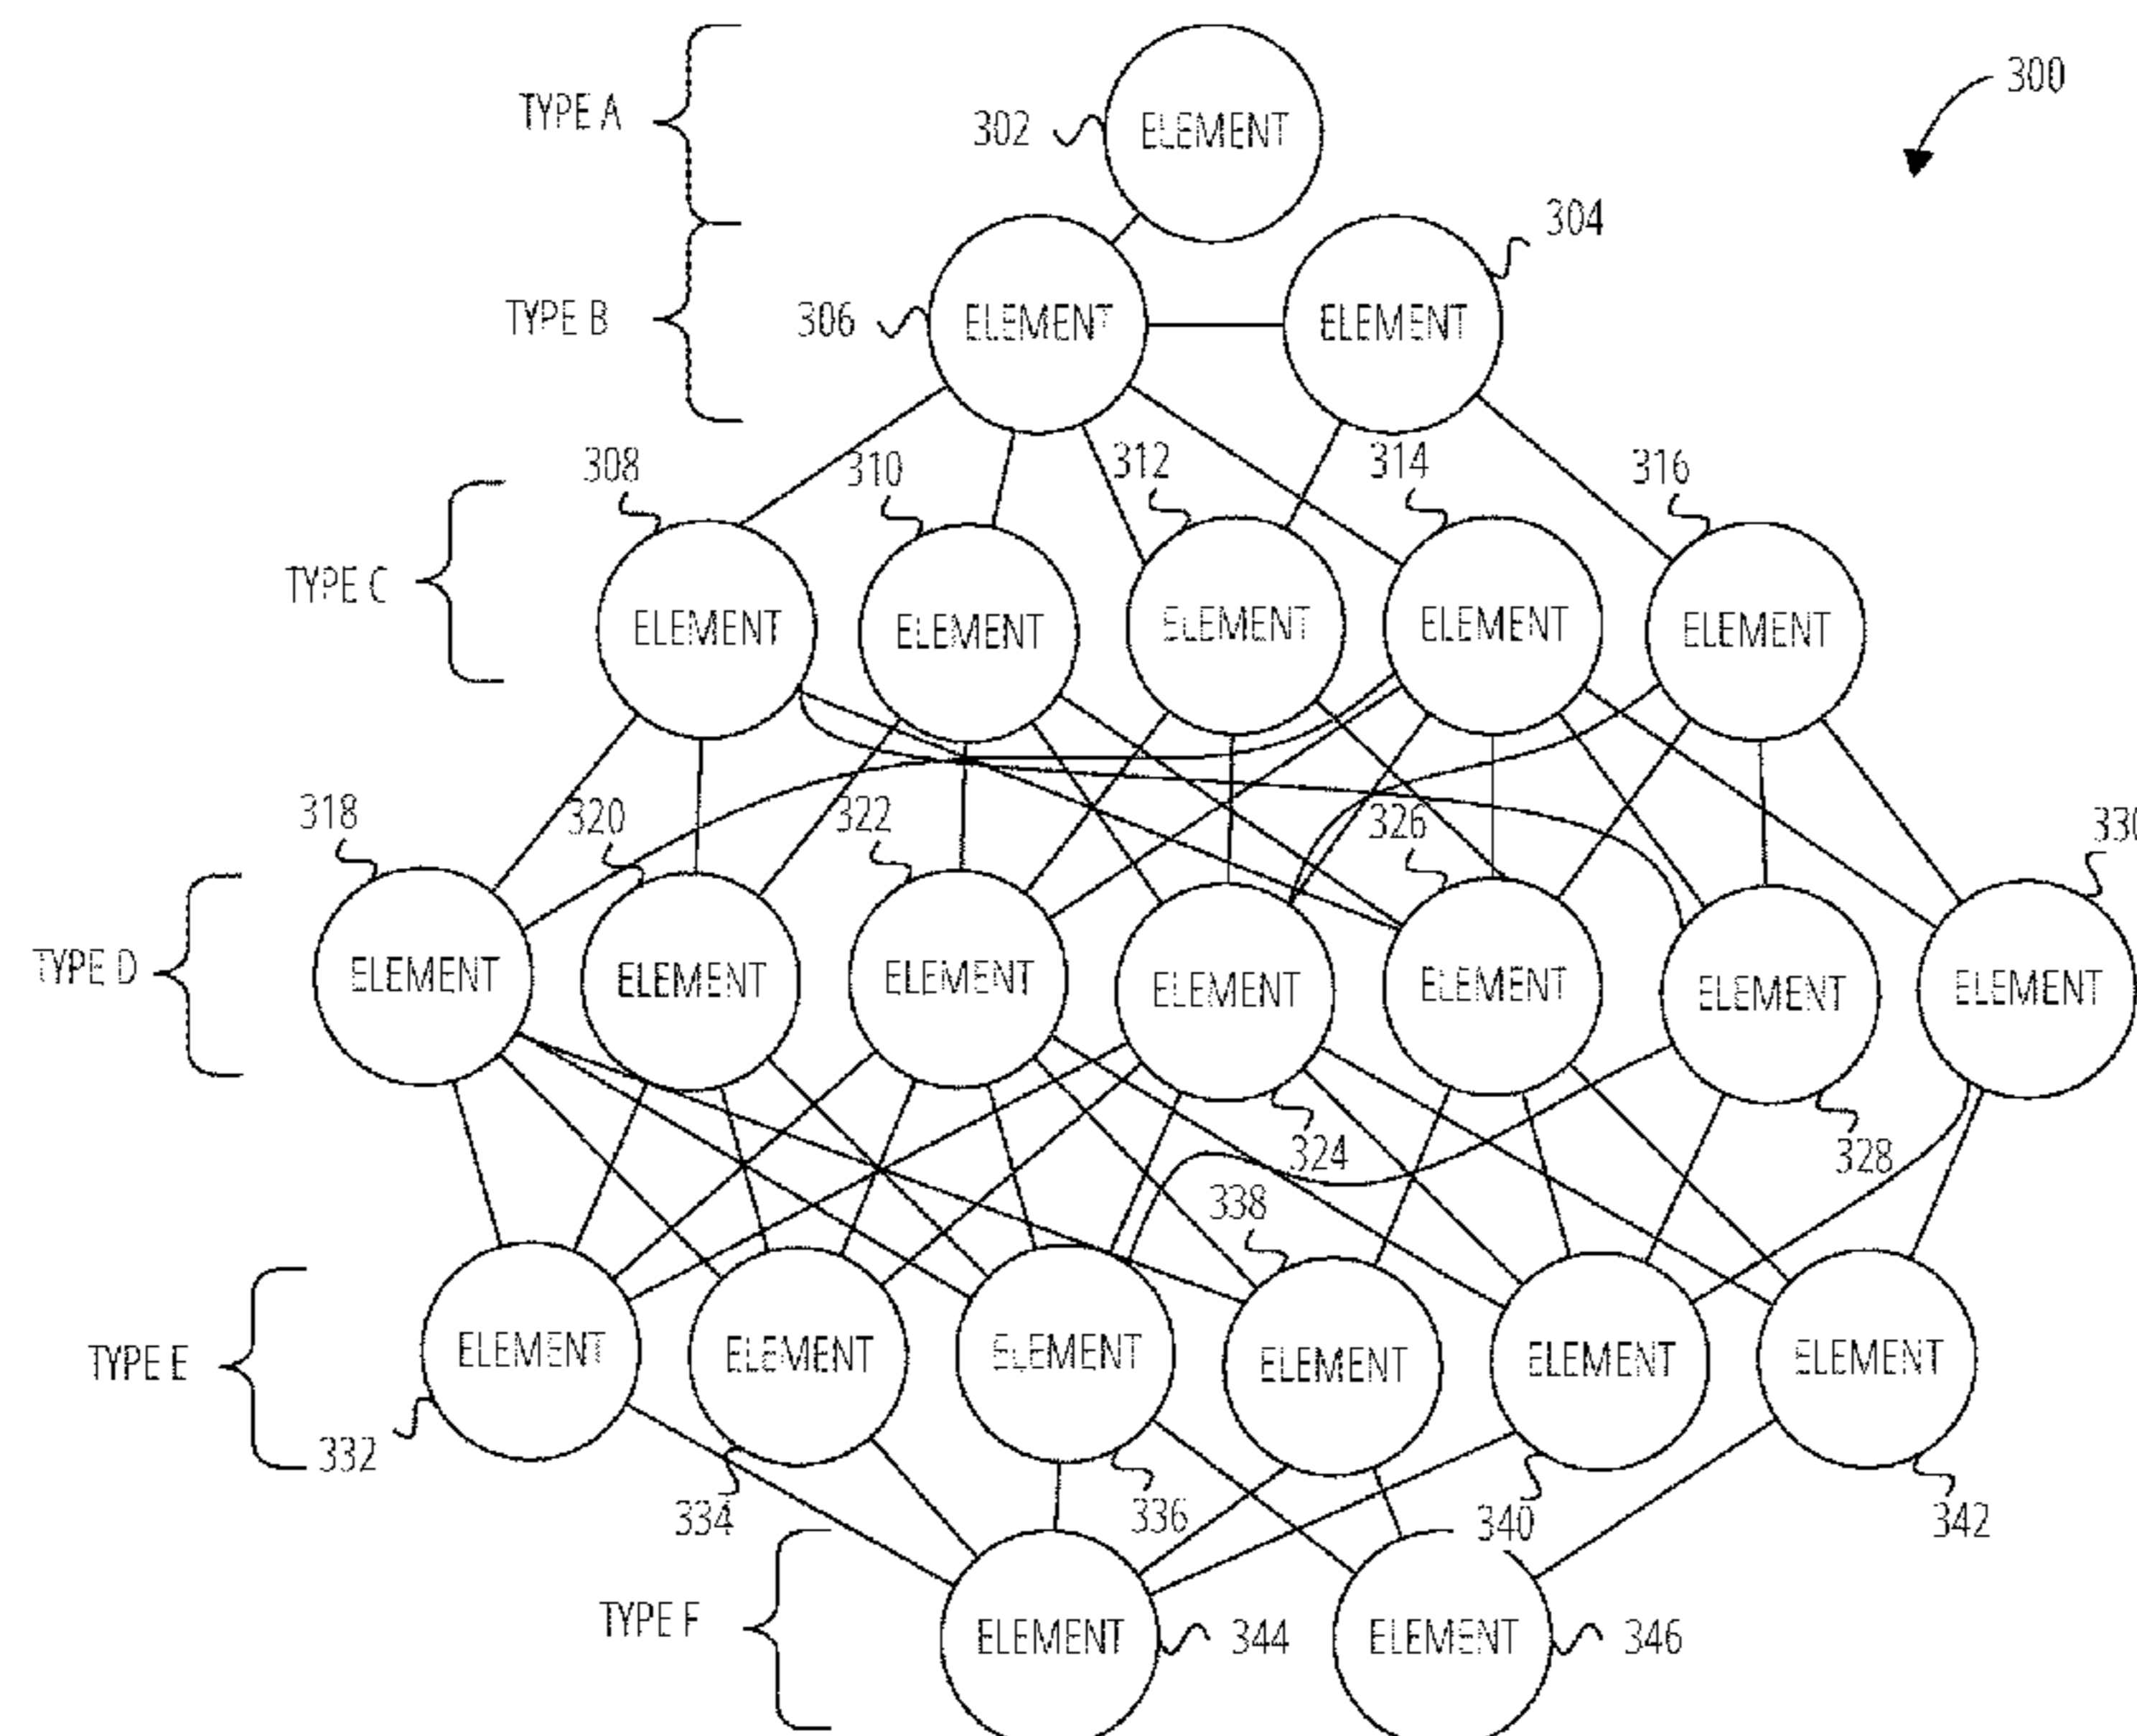 300
TYPE A
302
ELEMENT
304
TYPE B
306
ELEMENT
ELEMENT
308
310
312
314
316
TYPE C
ELEMENT
ELEMENT
ELEMENT
ELEMENT
ELEMENT
318
320
322
326
330
TYPE D
ELEMENT
ELEMENT
ELEMENT
ELEMENT
ELEMENT
ELEMENT
ELEMENT
324
328
338
TYPE E
ELEMENT
ELEMENT
ELEMENT
ELEMENT
ELEMENT
ELEMENT
332
334
336
340
342
TYPE F
ELEMENT
344
ELEMENT
346